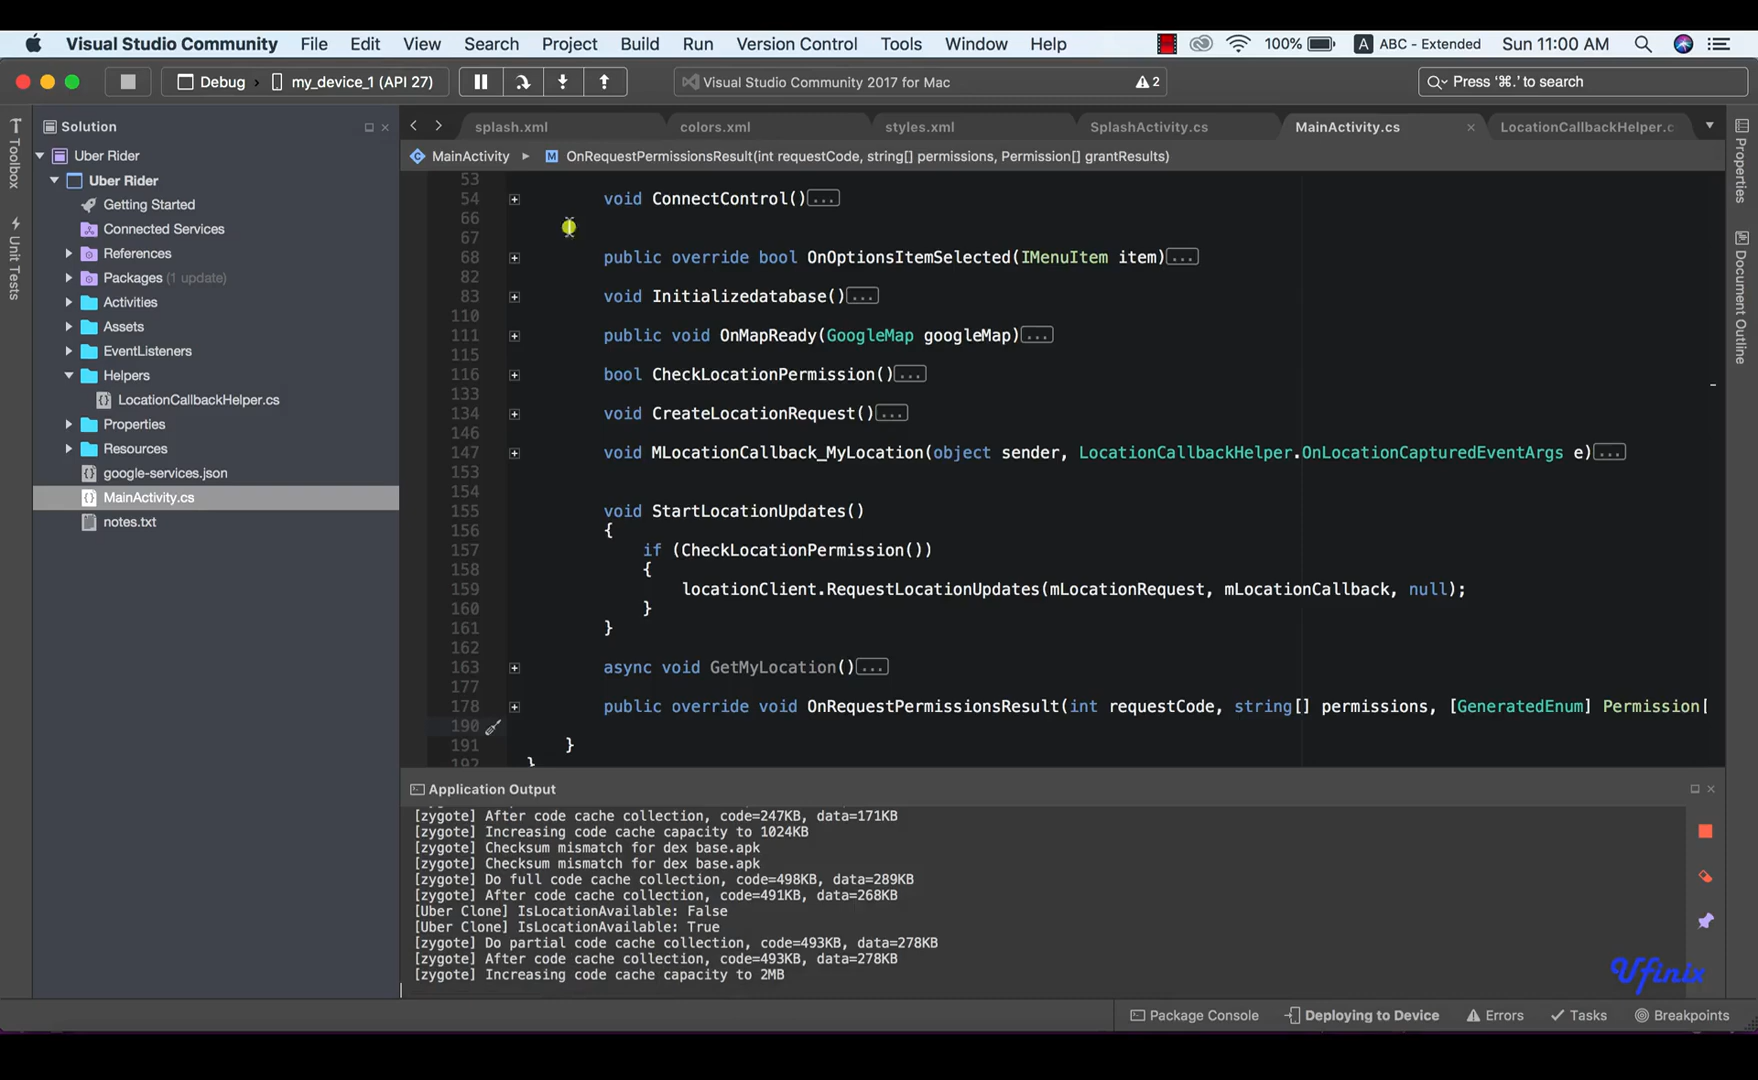 Visual Studio Community File Edit View Search Project Build Run Version Control Tools Window Help 100% A ABC - Extended Sun 11:00 AM
Debug > my_device_1 (API 27) Visual Studio Community 2017 for Mac 2 Press '⌘.' to search
Solution
splash.xml colors.xml styles.xml SplashActivity.cs MainActivity.cs LocationCallbackHelper.c
MainActivity OnRequestPermissionsResult(int requestCode, string[] permissions, Permission[] grantResults)
Toolbox
Unit Tests
Uber Rider
Uber Rider
Getting Started
Connected Services
References
Packages (1 update)
Activities
Assets
EventListeners
Helpers
LocationCallbackHelper.cs
Properties
Resources
google-services.json
MainActivity.cs
notes.txt
53
54 void ConnectControl()...
66
67
68 public override bool OnOptionsItemSelected(IMenuItem item)...
82
83 void Initializedatabase()...
110
111 public void OnMapReady(GoogleMap googleMap)...
115
116 bool CheckLocationPermission()...
133
134 void CreateLocationRequest()...
146
147 void MLocationCallback_MyLocation(object sender, LocationCallbackHelper.OnLocationCapturedEventArgs e)...
153
154
155 void StartLocationUpdates()
156 {
157 if (CheckLocationPermission())
158 {
159 locationClient.RequestLocationUpdates(mLocationRequest, mLocationCallback, null);
160 }
161 }
162
163 async void GetMyLocation()...
177
178 public override void OnRequestPermissionsResult(int requestCode, string[] permissions, [GeneratedEnum] Permission[
190
191 }
192 }
Properties
Document Outline
Application Output
[zygote] After code cache collection, code=247KB, data=171KB
[zygote] Increasing code cache capacity to 1024KB
[zygote] Checksum mismatch for dex base.apk
[zygote] Checksum mismatch for dex base.apk
[zygote] Do full code cache collection, code=498KB, data=289KB
[zygote] After code cache collection, code=491KB, data=268KB
[Uber Clone] IsLocationAvailable: False
[Uber Clone] IsLocationAvailable: True
[zygote] Do partial code cache collection, code=493KB, data=278KB
[zygote] After code cache collection, code=493KB, data=278KB
[zygote] Increasing code cache capacity to 2MB
Ufinix
Package Console Deploying to Device Errors Tasks Breakpoints